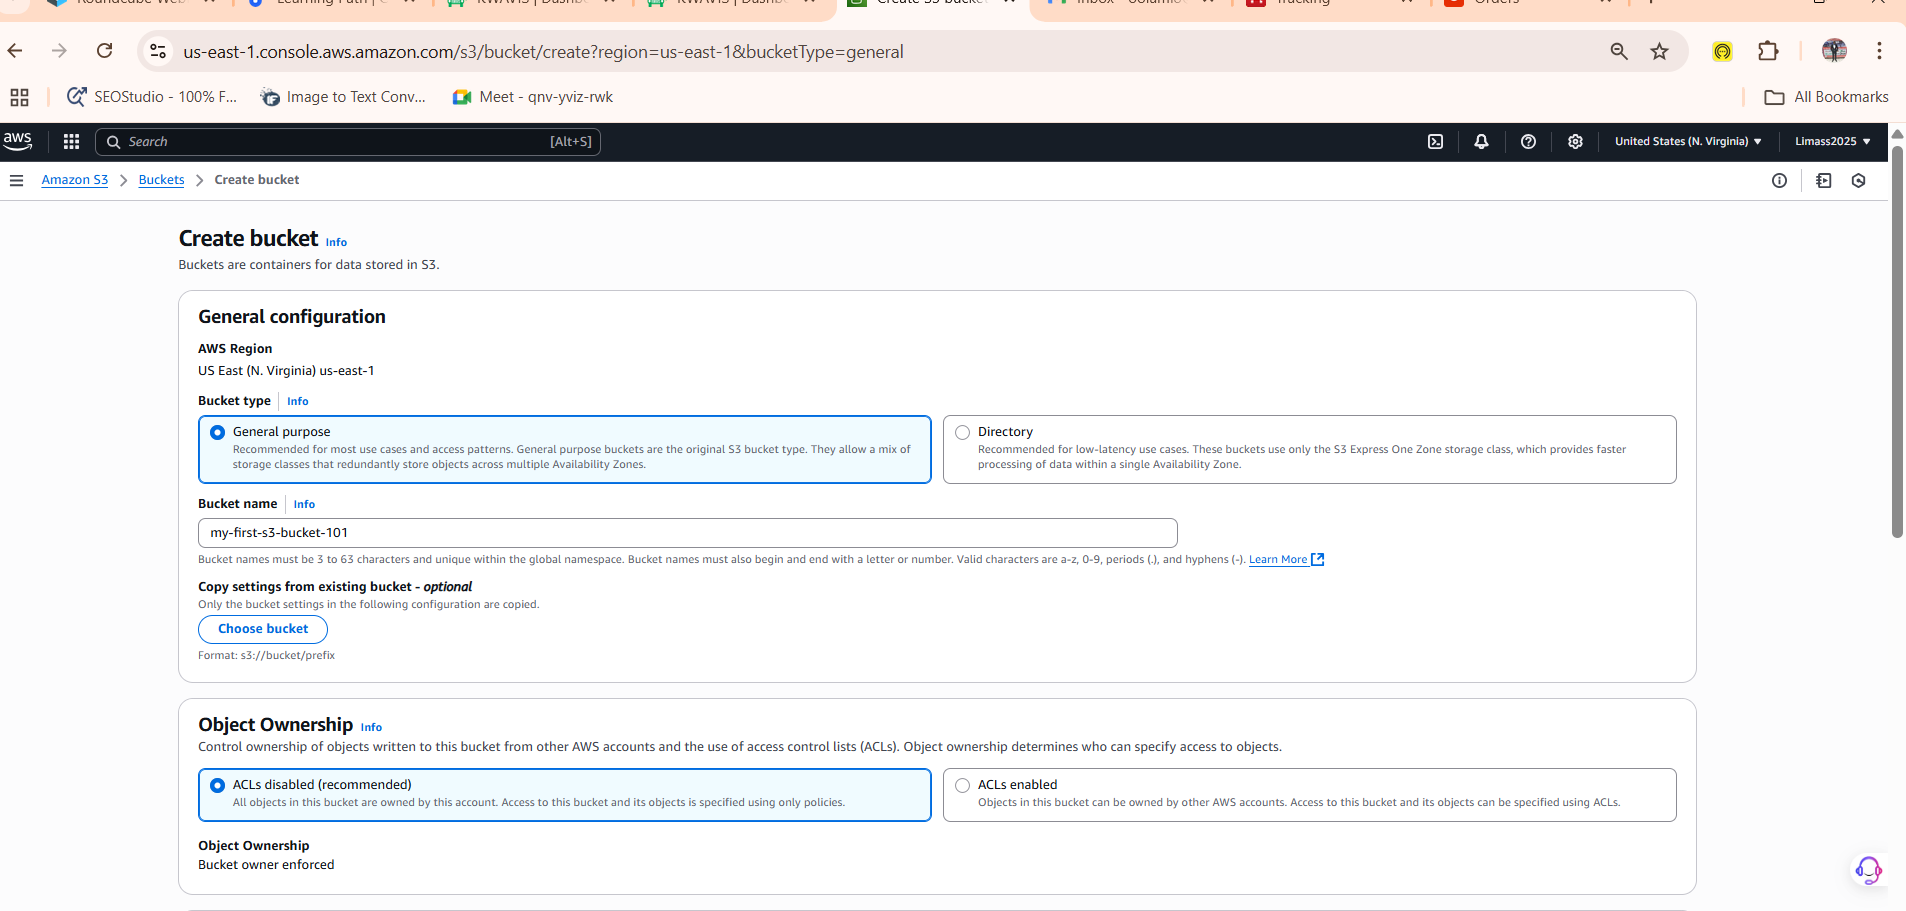 us-east-1.console.aws.amazon.com/s3/bucket/create?region=us-east-1&bucketType=general
SEOStudio - 100% F... Image to Text Conv... Meet - qnv-yviz-rwk All Bookmarks
aws Search [Alt+S] United States (N. Virginia) Limass2025
Amazon S3 Buckets Create bucket
Create bucket Info
Buckets are containers for data stored in S3.
General configuration
AWS Region
US East (N. Virginia) us-east-1
Bucket type Info
General purpose
Recommended for most use cases and access patterns. General purpose buckets are the original S3 bucket type. They allow a mix of
storage classes that redundantly store objects across multiple Availability Zones.
Directory
Recommended for low-latency use cases. These buckets use only the S3 Express One Zone storage class, which provides faster
processing of data within a single Availability Zone.
Bucket name Info
my-first-s3-bucket-101
Bucket names must be 3 to 63 characters and unique within the global namespace. Bucket names must also begin and end with a letter or number. Valid characters are a-z, 0-9, periods (.), and hyphens (-). Learn More
Copy settings from existing bucket - optional
Only the bucket settings in the following configuration are copied.
Choose bucket
Format: s3://bucket/prefix
Object Ownership Info
Control ownership of objects written to this bucket from other AWS accounts and the use of access control lists (ACLs). Object ownership determines who can specify access to objects.
ACLs disabled (recommended)
All objects in this bucket are owned by this account. Access to this bucket and its objects is specified using only policies.
ACLs enabled
Objects in this bucket can be owned by other AWS accounts. Access to this bucket and its objects can be specified using ACLs.
Object Ownership
Bucket owner enforced